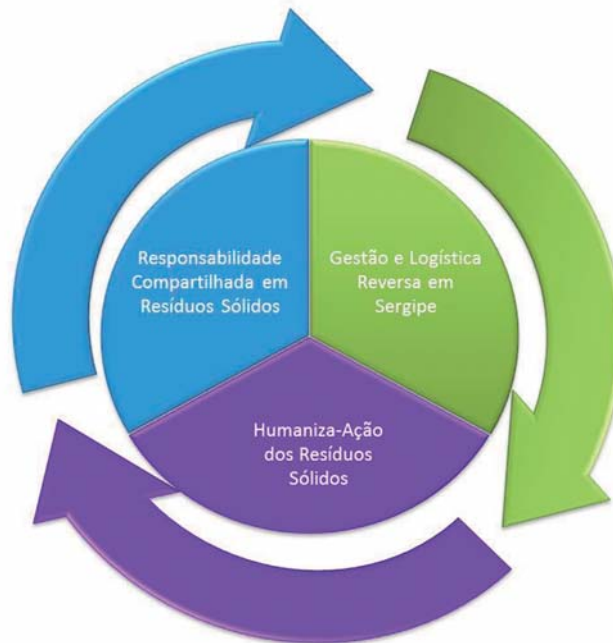 Responsabilidade
Compartilhada em
Resíduos Sólidos
Gestão e Logística
Reversa em
Sergipe
Humaniza-Ação
dos Resíduos
Sólidos